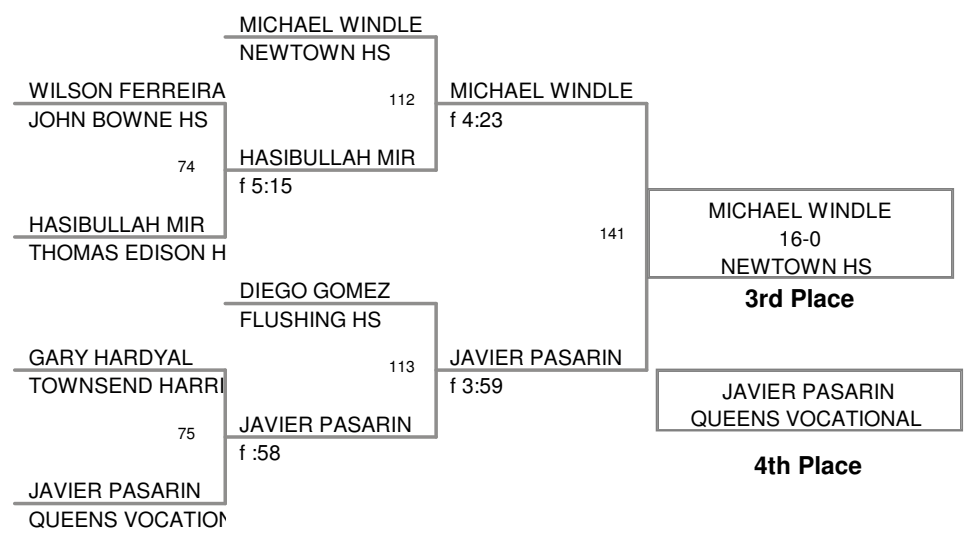 MICHAEL WINDLE
NEWTOWN HS
WILSON FERREIRA
112
MICHAEL WINDLE
JOHN BOWNE HS
f 4:23
74
HASIBULLAH MIR
f 5:15
HASIBULLAH MIR
THOMAS EDISON H
141
MICHAEL WINDLE
16-0
NEWTOWN HS
3rd Place
DIEGO GOMEZ
FLUSHING HS
GARY HARDYAL
113
JAVIER PASARIN
TOWNSEND HARRI
f 3:59
JAVIER PASARIN
QUEENS VOCATIONAL
4th Place
75
JAVIER PASARIN
f :58
JAVIER PASARIN
QUEENS VOCATION